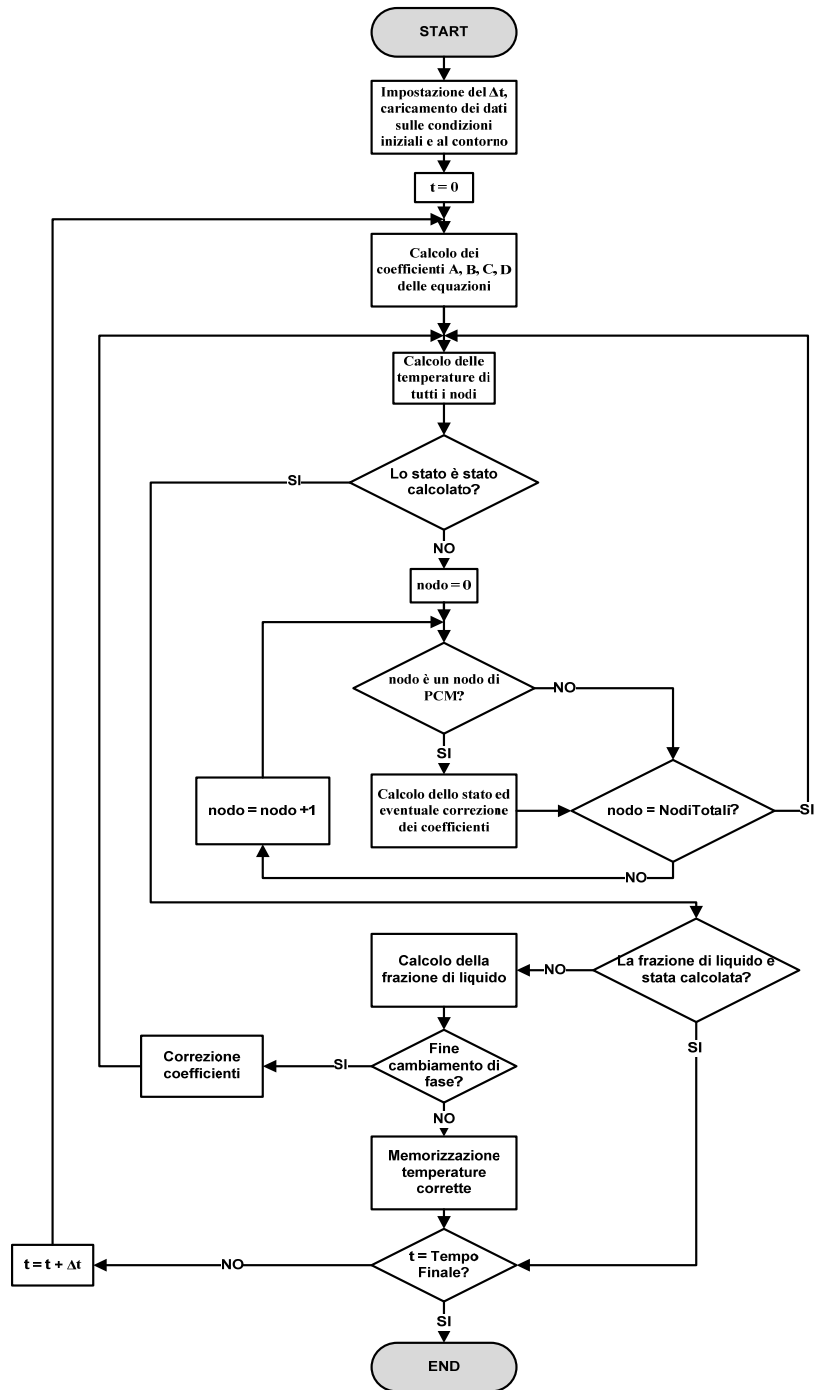 START
Impostazione del Δt,
caricamento dei dati
sulle condizioni
iniziali e al contorno
t = 0
Calcolo dei
coefficienti A, B, C, D
delle equazioni
Calcolo delle
temperature di
tutti i nodi
Lo stato è stato
calcolato?
SI
NO
nodo = 0
nodo è un nodo di
PCM?
NO
SI
Calcolo dello stato ed
eventuale correzione
dei coefficienti
nodo = NodiTotali?
SI
NO
nodo = nodo +1
La frazione di liquido e
stata calcolata?
NO
SI
Calcolo della
frazione di liquido
Fine
cambiamento di
fase?
SI
Correzione
coefficienti
NO
Memorizzazione
temperature
corrette
t = Tempo
Finale?
NO
t = t + Δt
SI
END